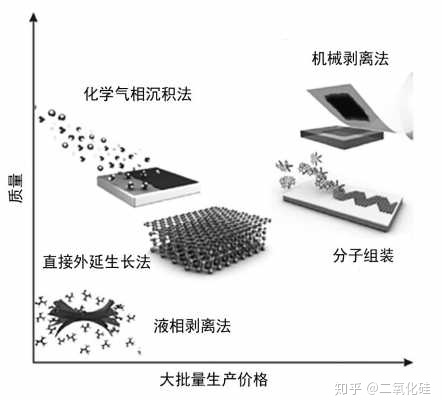 机械剥离法
化学气相沉积法
质量
直接外延生长法
分子组装
液相剥离法
大批量生产价格
知乎 @二氧化硅